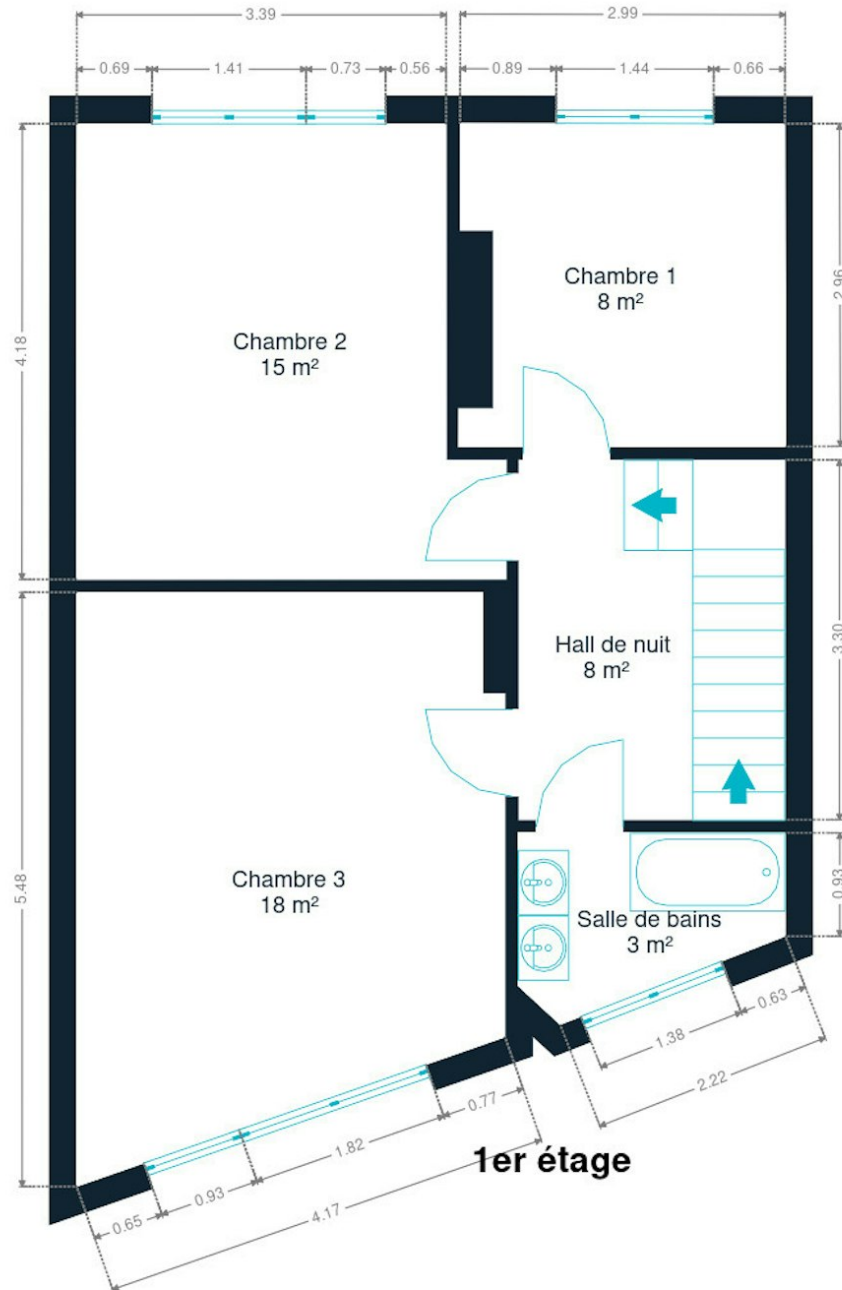 3.39
2.99
0.69
1.41
0.73
0.56
0.89
1.44
0.66
4.18
2.96
Chambre 1
8 m²
Chambre 2
15 m²
3.30
Hall de nuit
8 m²
5.48
Chambre 3
18 m²
0.93
Salle de bains
3 m²
0.63
1.38
2.22
0.77
1.82
0.93
0.65
4.17
1er étage